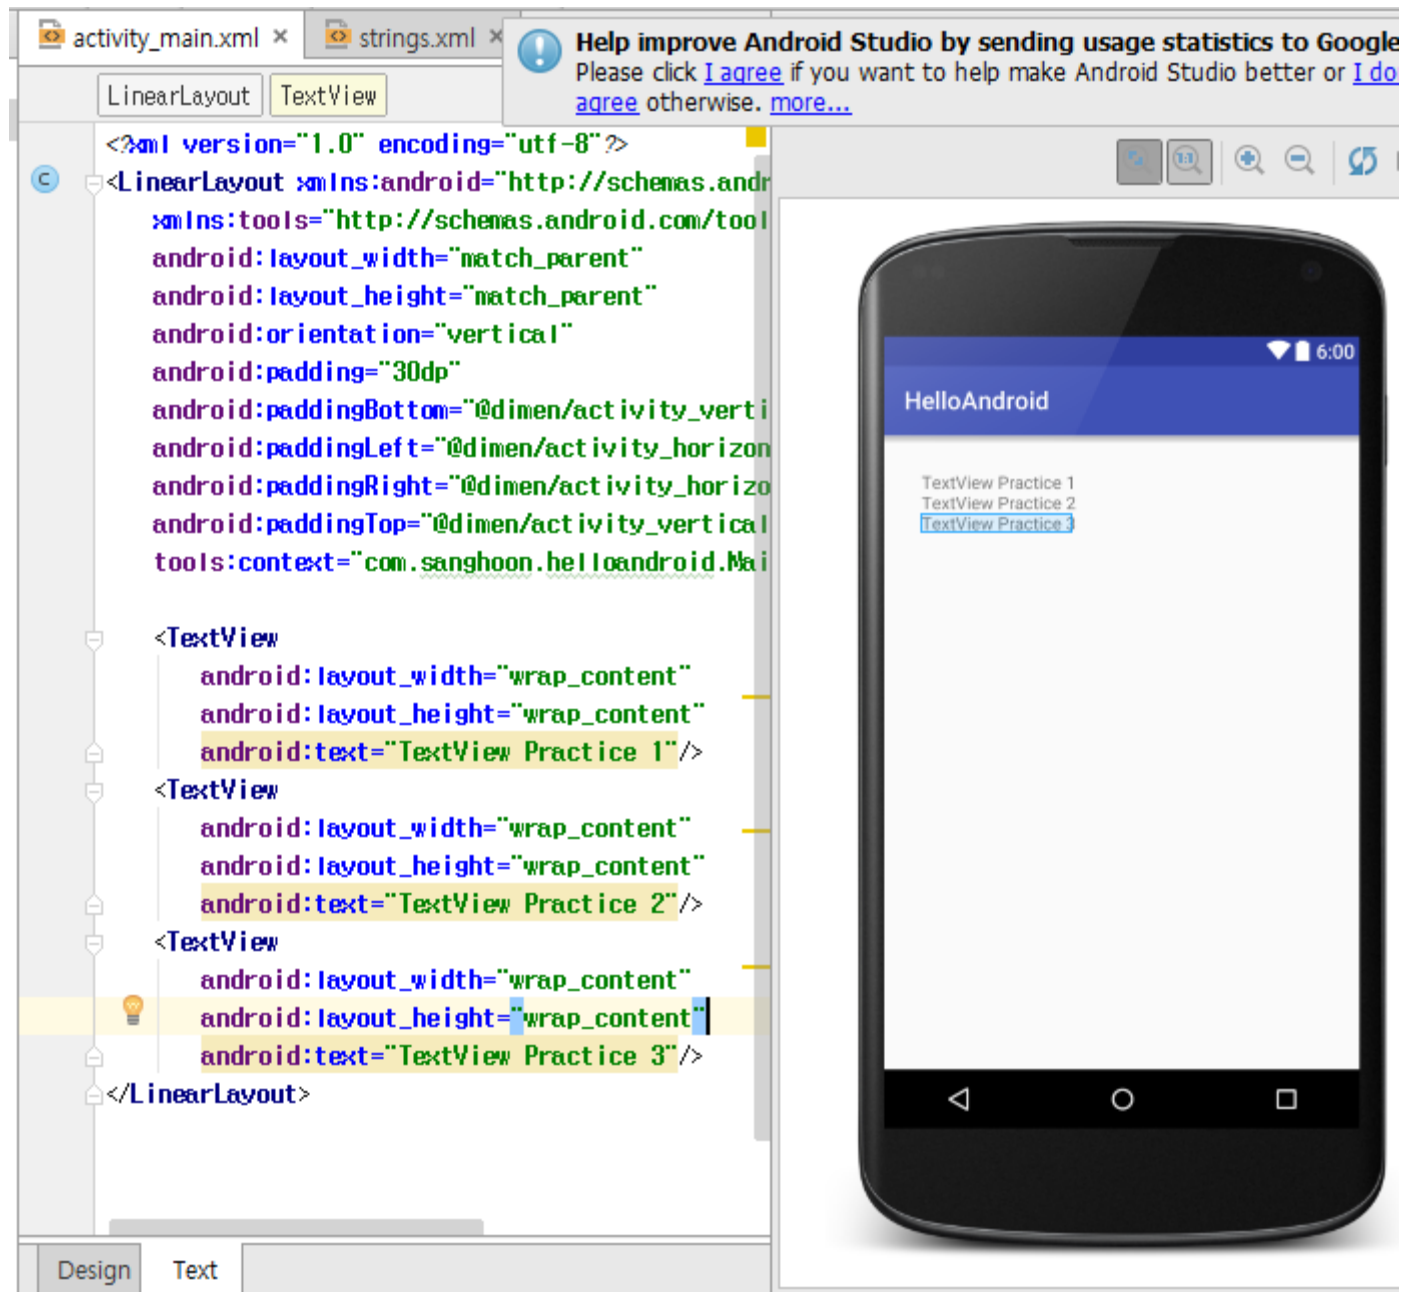 activity_main.xml ×
strings.xml ×
Help improve Android Studio by sending usage statistics to Google
Please click I agree if you want to help make Android Studio better or I do
agree otherwise. more...
LinearLayout TextView
<?xml version="1.0" encoding="utf-8"?>
<LinearLayout xmlns:android="http://schemas.andr
xmlns:tools="http://schemas.android.com/tool
android:layout_width="match_parent"
android:layout_height="match_parent"
android:orientation="vertical"
android:padding="30dp"
android:paddingBottom="@dimen/activity_verti
android:paddingLeft="@dimen/activity_horizon
android:paddingRight="@dimen/activity_horizo
android:paddingTop="@dimen/activity_vertical
tools:context="com.sanghoon.helloandroid.Mai
<TextView
android:layout_width="wrap_content"
android:layout_height="wrap_content"
android:text="TextView Practice 1"/>
<TextView
android:layout_width="wrap_content"
android:layout_height="wrap_content"
android:text="TextView Practice 2"/>
<TextView
android:layout_width="wrap_content"
android:layout_height="wrap_content"
android:text="TextView Practice 3"/>
</LinearLayout>
Design Text
C
1:1
6:00
HelloAndroid
TextView Practice 1
TextView Practice 2
TextView Practice 3